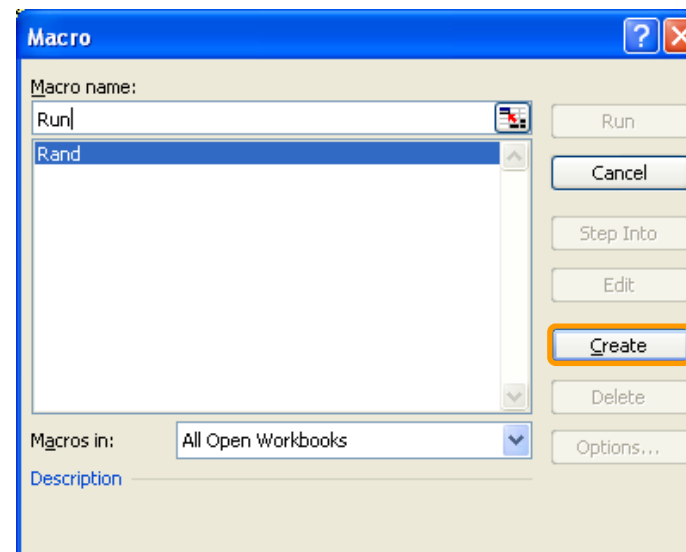 Macro
Macro name:
Run
Run
Rand
Cancel
Step Into
Edit
Create
Delete
Macros in:
All Open Workbooks
Options...
Description